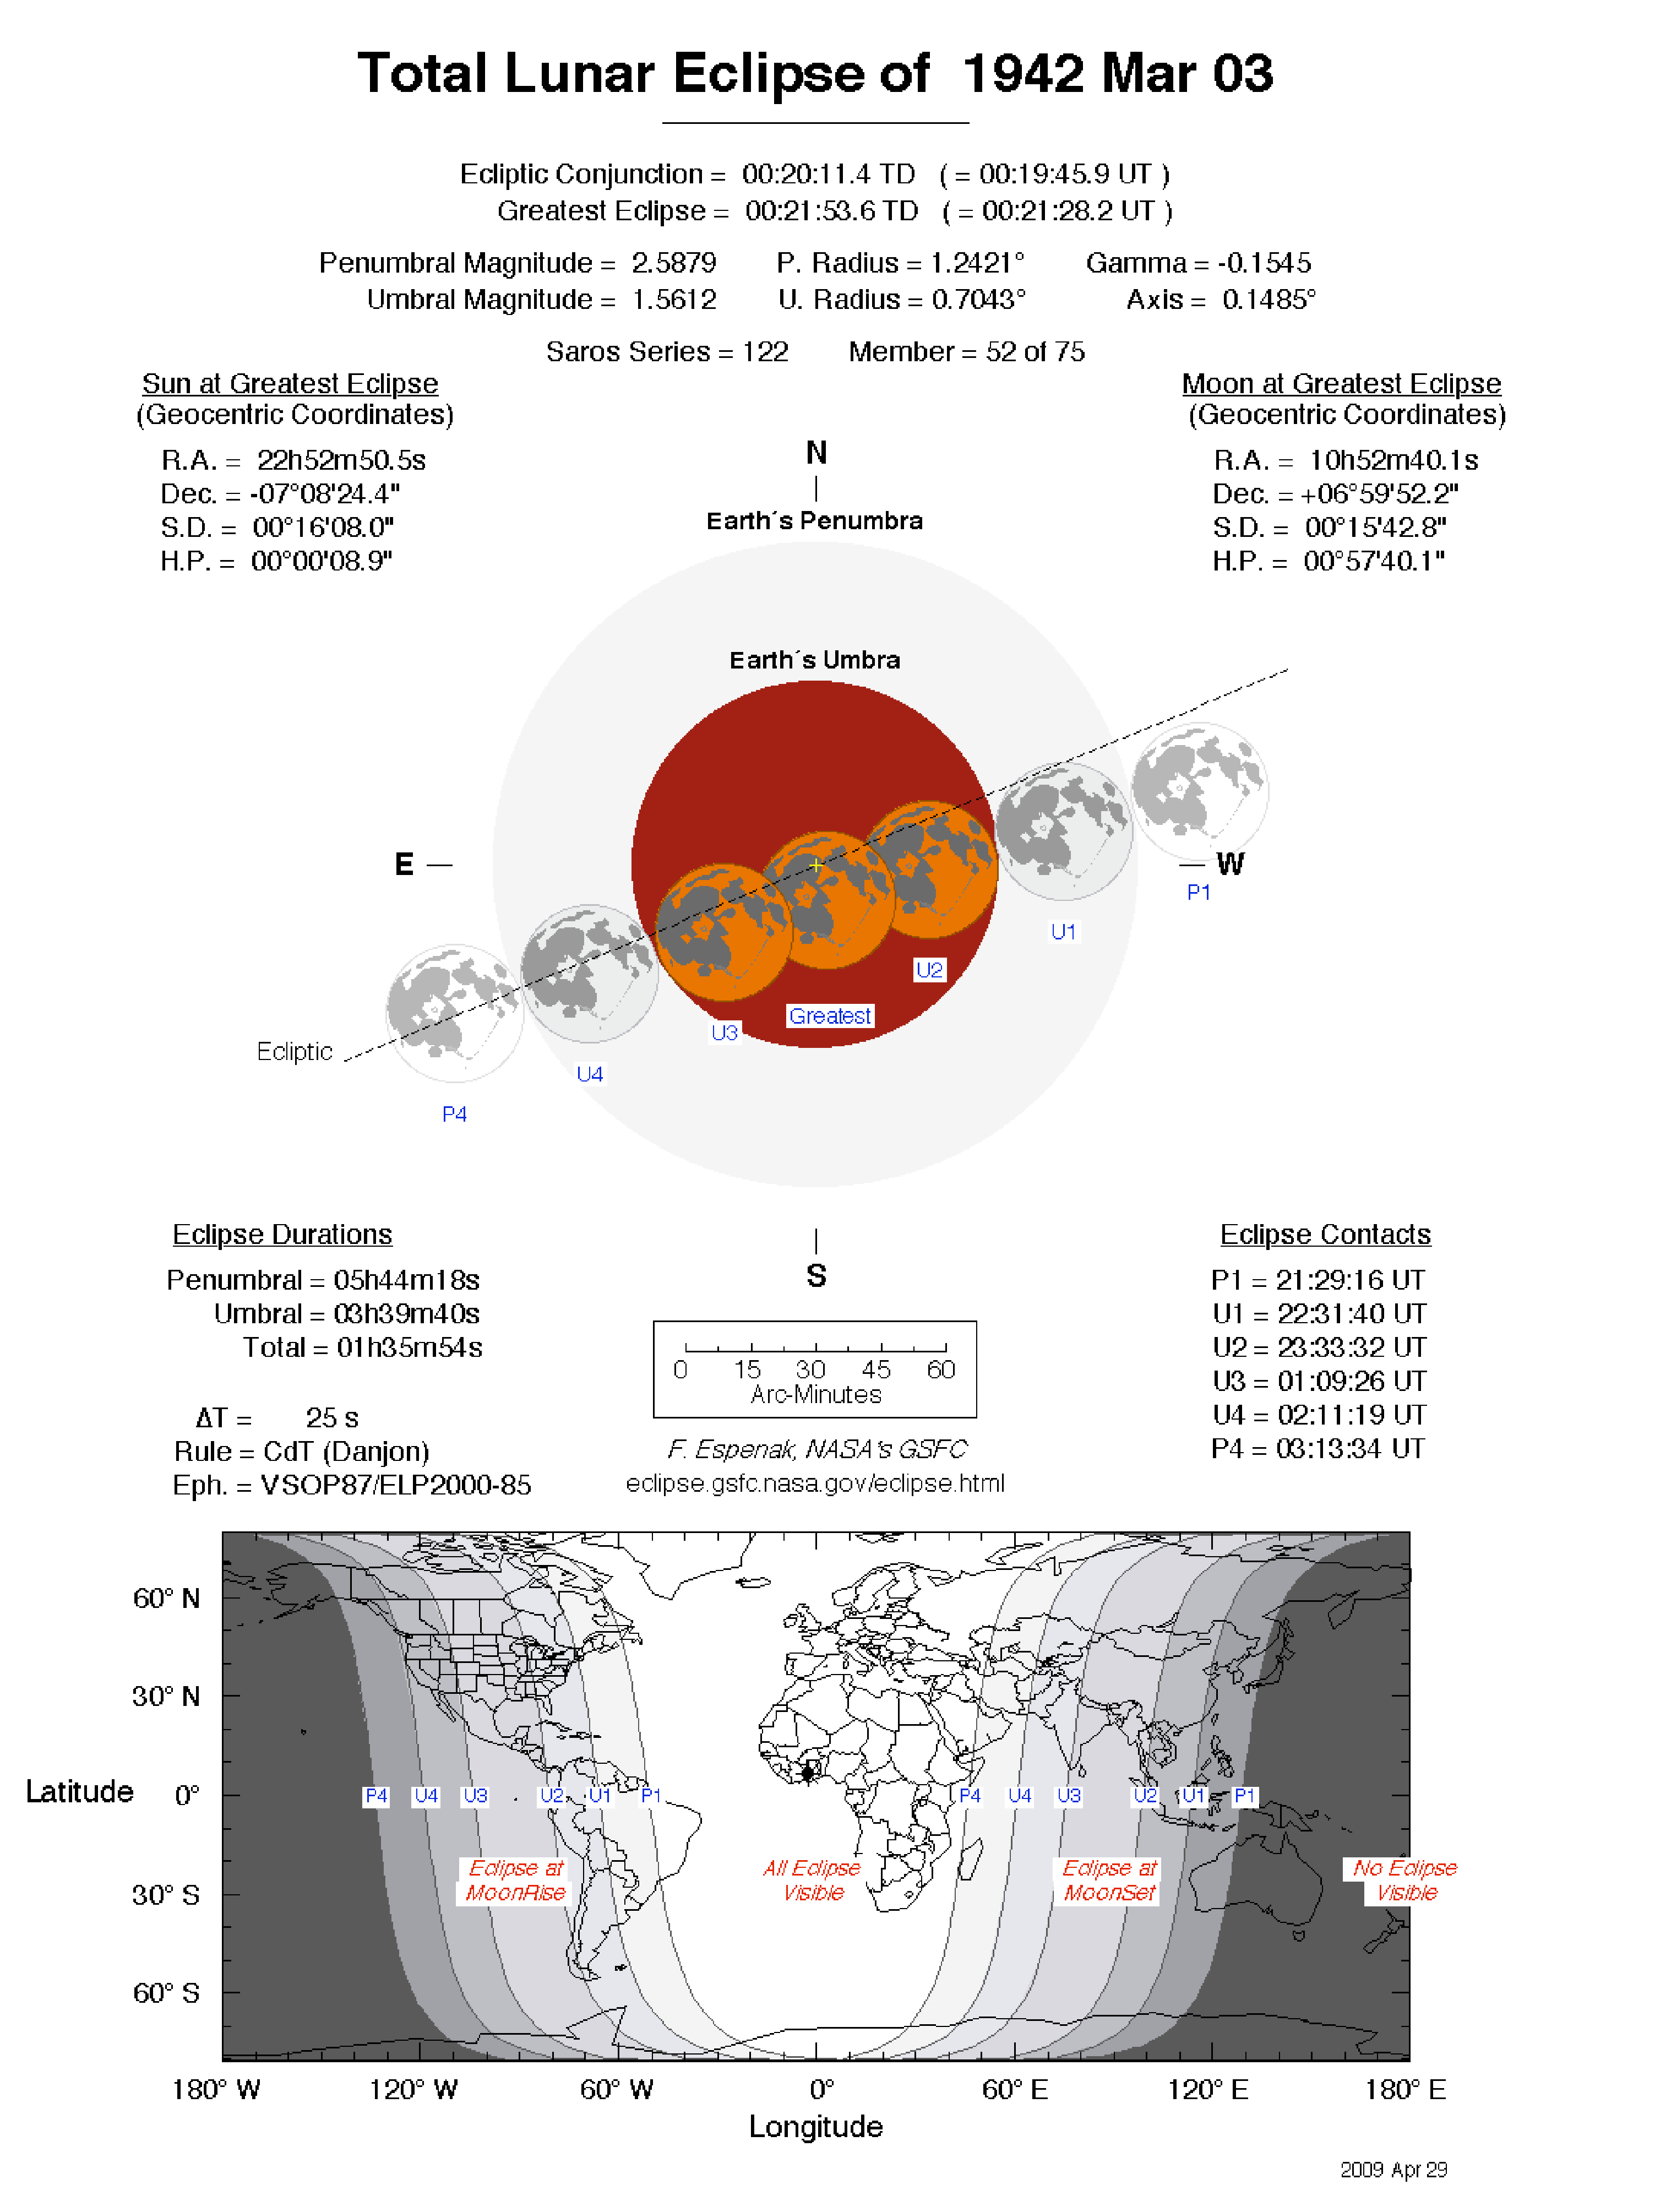 Total Lunar Eclipse of 1942 Mar 03
Ecliptic Conjunction = 00:20:11.4 TD ( = 00:19:45.9 UT )
Greatest Eclipse = 00:21:53.6 TD ( = 00:21:28.2 UT )
Penumbral Magnitude = 2.5879 P. Radius = 1.2421° Gamma = -0.1545
Umbral Magnitude = 1.5612 U. Radius = 0.7043° Axis = 0.1485°
Saros Series = 122 Member = 52 of 75
Sun at Greatest Eclipse
(Geocentric Coordinates)
R.A. = 22h52m50.5s
Dec. = -07°08'24.4"
S.D. = 00°16'08.0"
H.P. = 00°00'08.9"
Moon at Greatest Eclipse
(Geocentric Coordinates)
R.A. = 10h52m40.1s
Dec. = +06°59'52.2"
S.D. = 00°15'42.8"
H.P. = 00°57'40.1"
N
Earth´s Penumbra
Earth´s Umbra
E
W
P1
U1
U2
Greatest
U3
Ecliptic
U4
P4
S
Eclipse Durations
Penumbral = 05h44m18s
Umbral = 03h39m40s
Total = 01h35m54s
ΔT = 25 s
Rule = CdT (Danjon)
Eph. = VSOP87/ELP2000-85
0 15 30 45 60
Arc-Minutes
F. Espenak, NASA's GSFC
eclipse.gsfc.nasa.gov/eclipse.html
Eclipse Contacts
P1 = 21:29:16 UT
U1 = 22:31:40 UT
U2 = 23:33:32 UT
U3 = 01:09:26 UT
U4 = 02:11:19 UT
P4 = 03:13:34 UT
60° N
30° N
Latitude 0°
30° S
60° S
P4 U4 U3 U2 U1 P1 P4 U4 U3 U2 U1 P1
Eclipse at
MoonRise
All Eclipse
Visible
Eclipse at
MoonSet
No Eclipse
Visible
180° W 120° W 60° W 0° 60° E 120° E 180° E
Longitude
2009 Apr 29